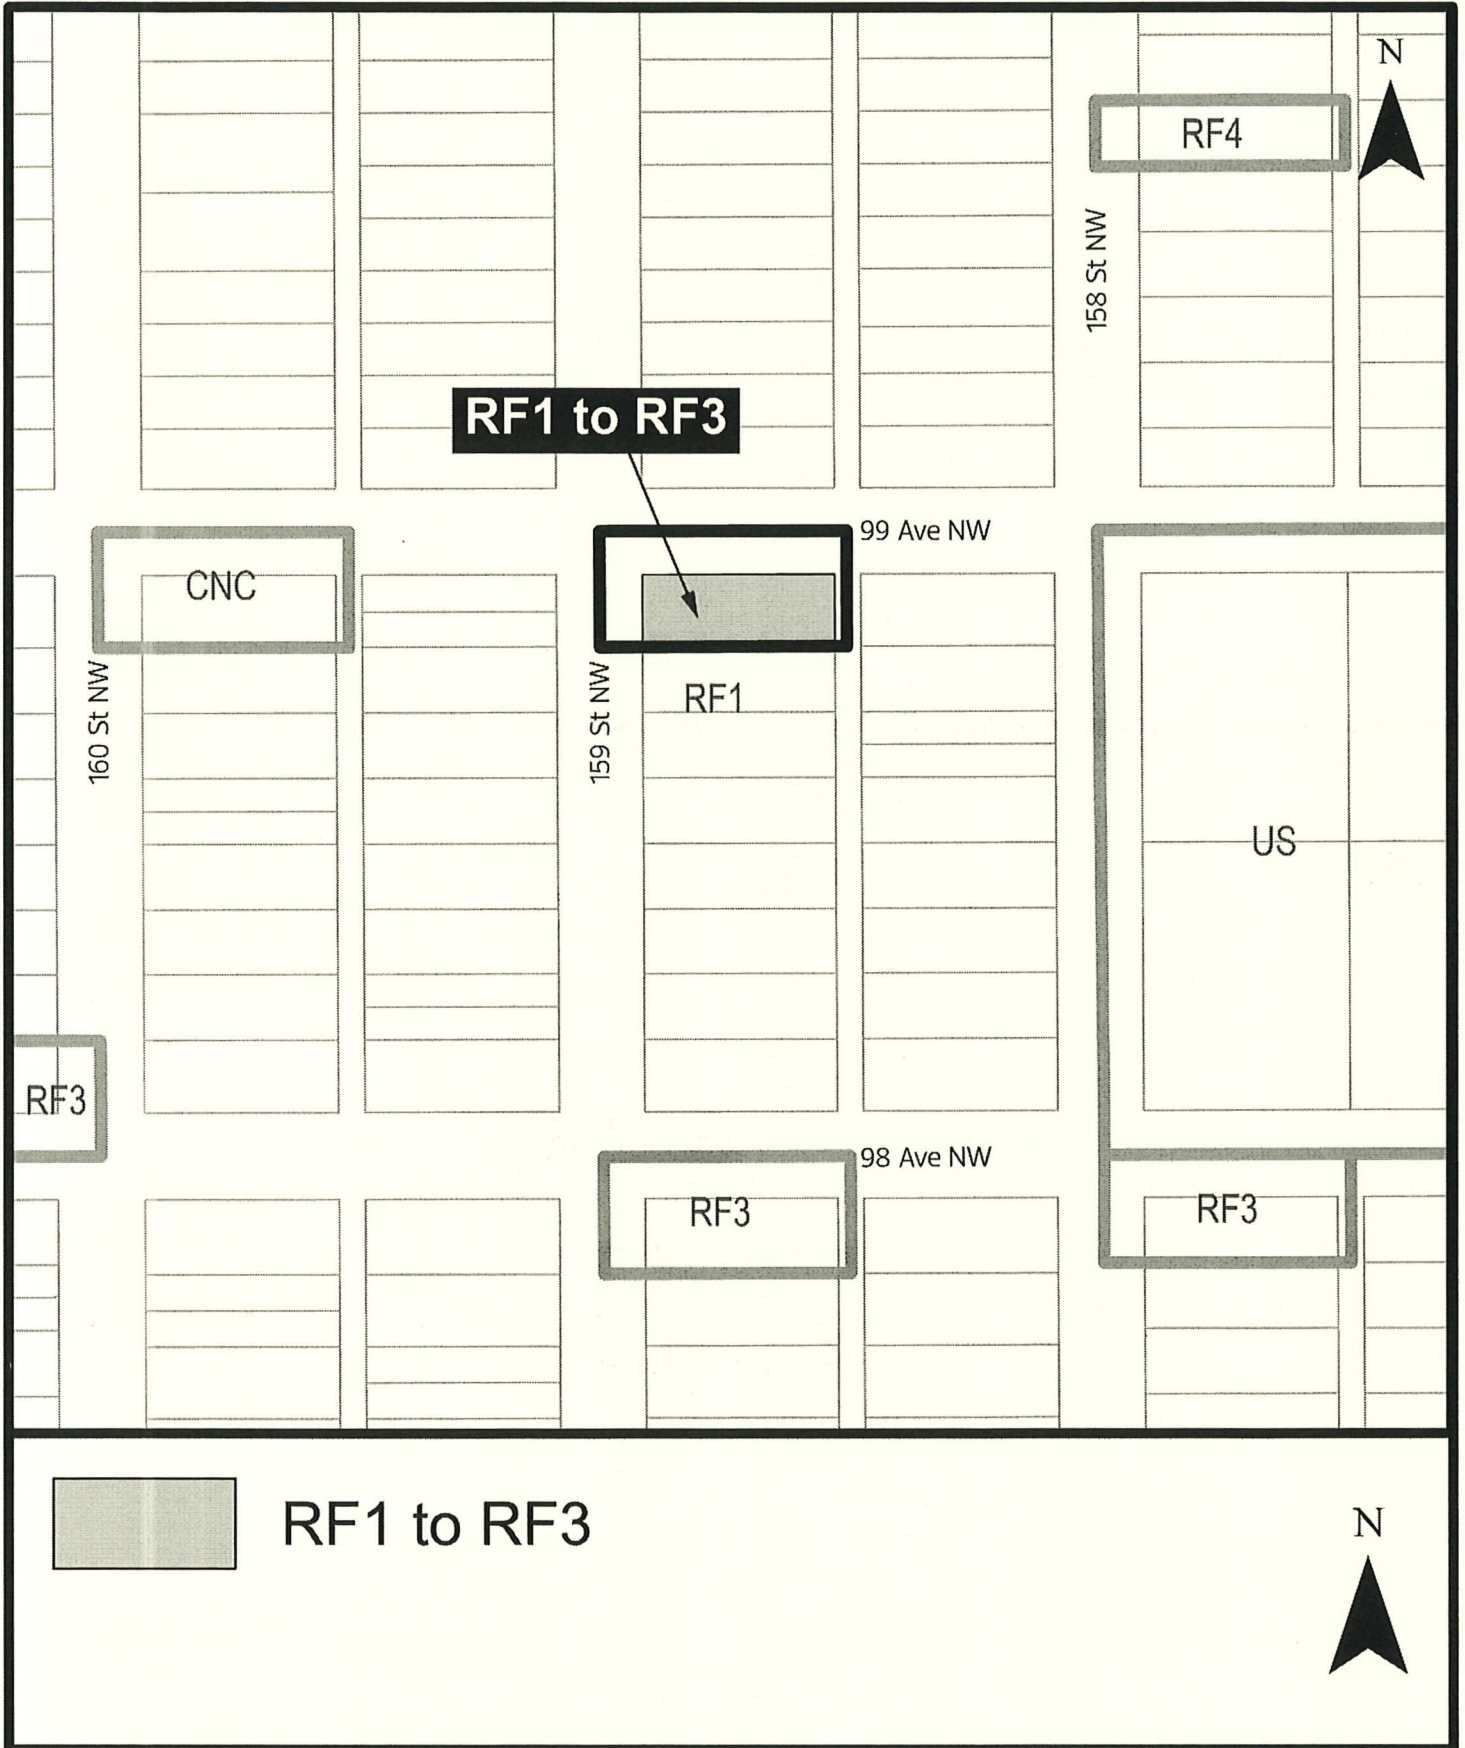 N
RF4
158 St NW
RF1 to RF3
99 Ave NW
CNC
160 St NW
159 St NW
RF1
US
RF3
98 Ave NW
RF3
RF3
RF1 to RF3
N